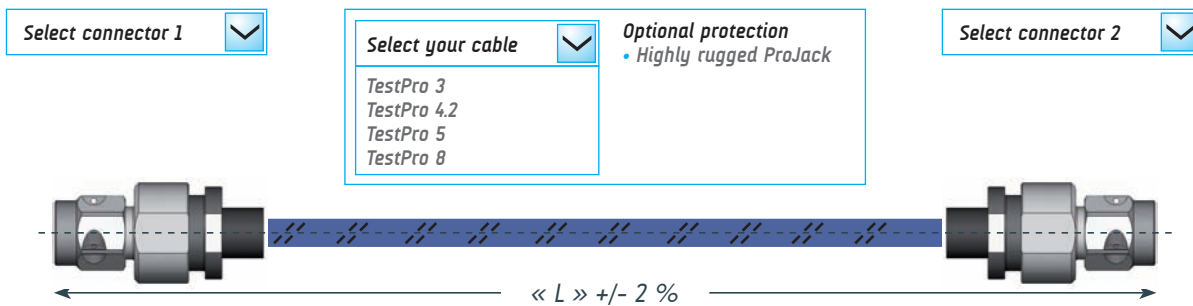 Select connector 1
Select your cable
TestPro 3
TestPro 4.2
TestPro 5
TestPro 8
Optional protection
• Highly rugged ProJack
Select connector 2
« L » +/- 2 %